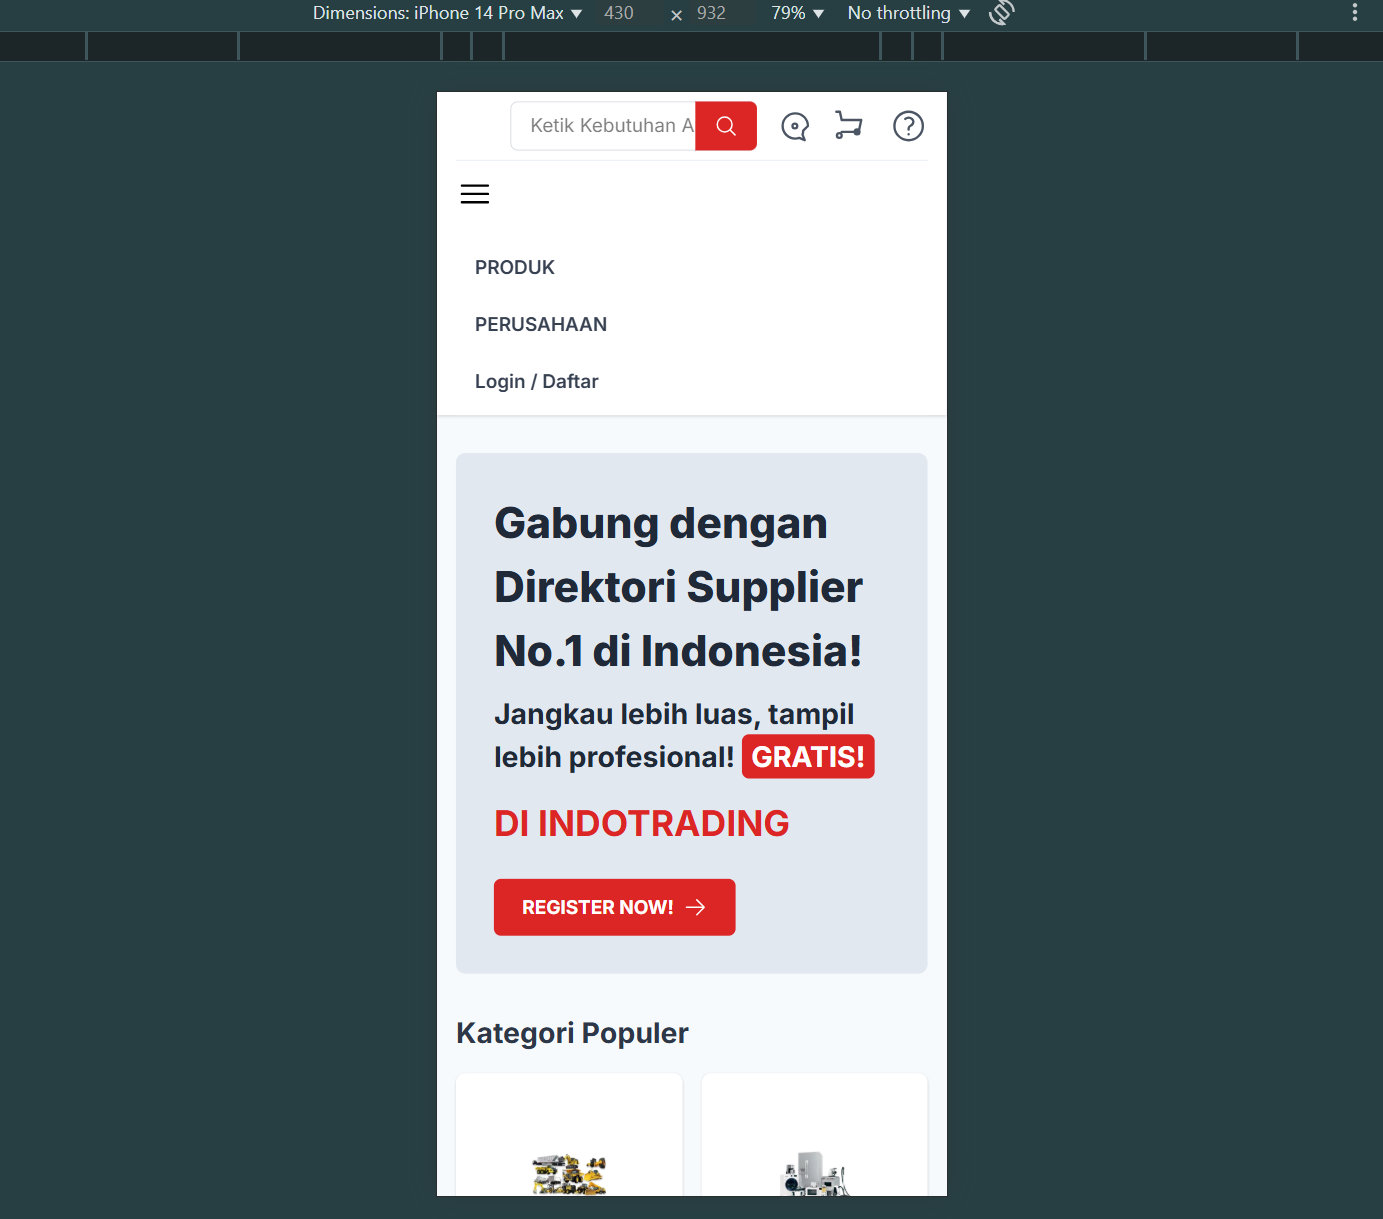 Dimensions: iPhone 14 Pro Max 430 × 932 79% No throttling
Ketik Kebutuhan A
PRODUK
PERUSAHAAN
Login / Daftar
Gabung dengan
Direktori Supplier
No.1 di Indonesia!
Jangkau lebih luas, tampil
lebih profesional! GRATIS!
DI INDOTRADING
REGISTER NOW!
Kategori Populer